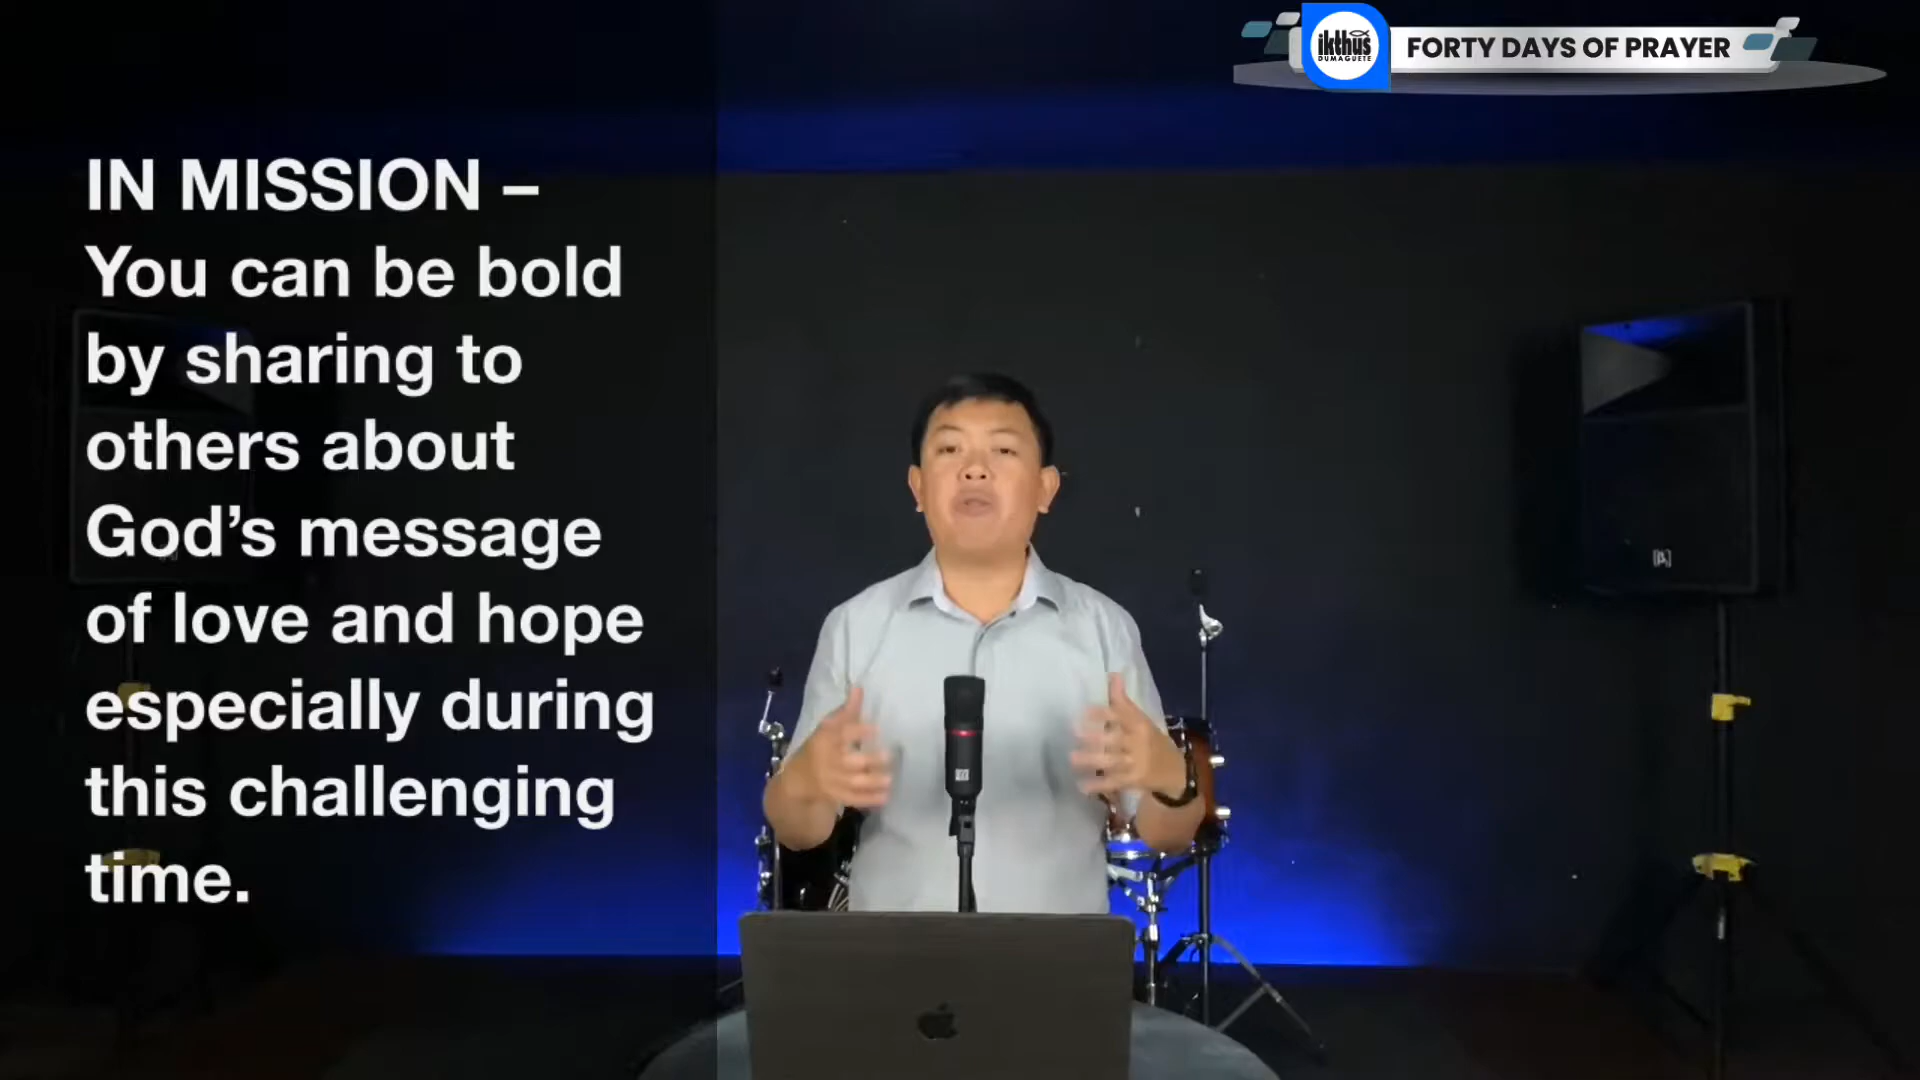 ikthus
DUMAGUETE
FORTY DAYS OF PRAYER
IN MISSION –
You can be bold
by sharing to
others about
God’s message
of love and hope
especially during
this challenging
time.